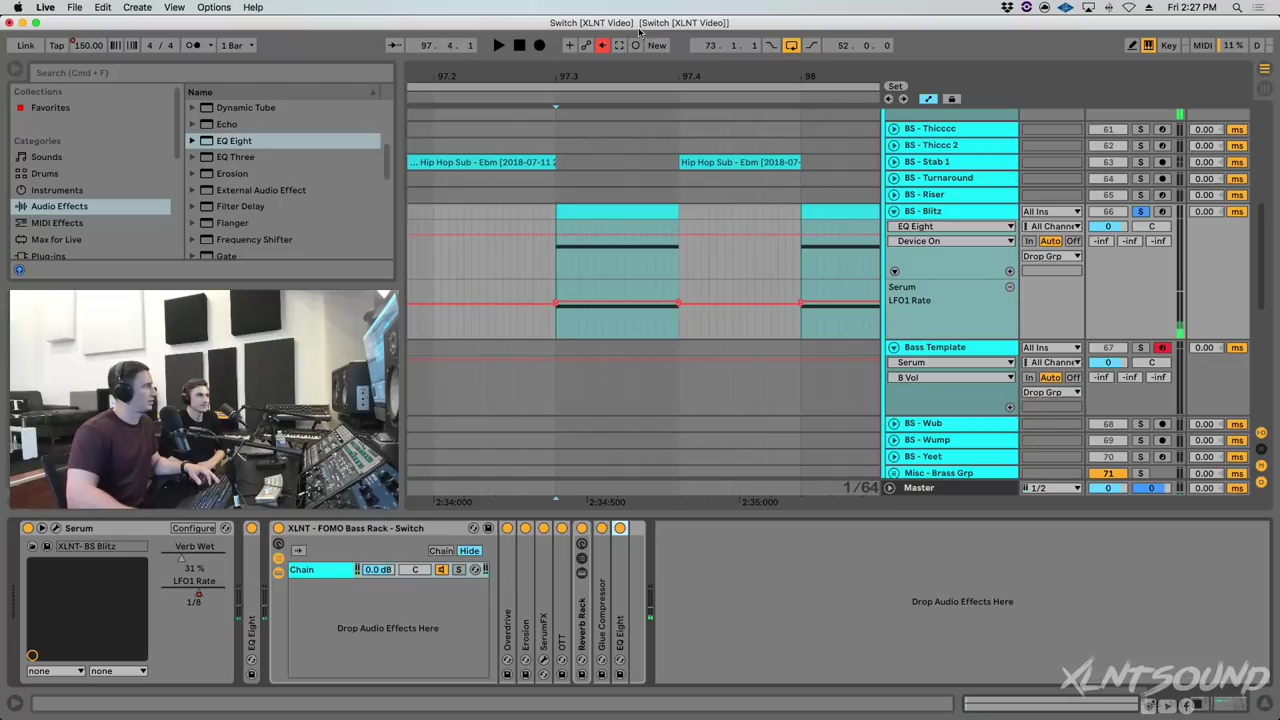 Live File Edit Create View Options Help
Fri 2:27 PM
Switch [XLNT Video] [Switch [XLNT Video]]
Link Tap 150.00 4 / 4 1 Bar
97. 4. 1
New
73. 1. 1
52. 0. 0
Key MIDI 11 % D
Search (Cmd + F)
Collections
Favorites
Categories
Sounds
Drums
Instruments
Audio Effects
MIDI Effects
Max for Live
Plug-ins
Name
Dynamic Tube
Echo
EQ Eight
EQ Three
Erosion
External Audio Effect
Filter Delay
Flanger
Frequency Shifter
Gate
97.2 97.3 97.4 98
... Hip Hop Sub - Ebm [2018-07-11 2
Hip Hop Sub - Ebm [2018-07-
2:34:000 2:34:500 2:35:000
1/64
Set
BS - Thicccc 61 S 0.00 ms
BS - Thiccc 2 62 S 0.00 ms
BS - Stab 1 63 S 0.00 ms
BS - Turnaround 64 S 0.00 ms
BS - Riser 65 S 0.00 ms
BS - Blitz All Ins 66 S 0.00 ms
EQ Eight All Channe 0 C
Device On In Auto Off -inf -inf -inf
Drop Grp
Serum
LFO1 Rate
Bass Template All Ins 67 S 0.00 ms
Serum All Channe 0 C
B Vol In Auto Off -inf -inf -inf
Drop Grp
BS - Wub 68 S 0.00 ms
BS - Wump 69 S 0.00 ms
BS - Yeet 70 S 0.00 ms
Misc - Brass Grp 71 S 0.00 ms
Master 1/2 0 0 0.00 ms
Serum Configure
XLNT- BS Blitz
Verb Wet
31 %
LFO1 Rate
1/8
none none
EQ Eight
XLNT - FOMO Bass Rack - Switch
Chain Hide
Chain 0.0 dB C S
Drop Audio Effects Here
Overdrive
Erosion
SerumFX
OTT
Reverb Rack
Glue Compressor
EQ Eight
Drop Audio Effects Here
XLNTSOUND